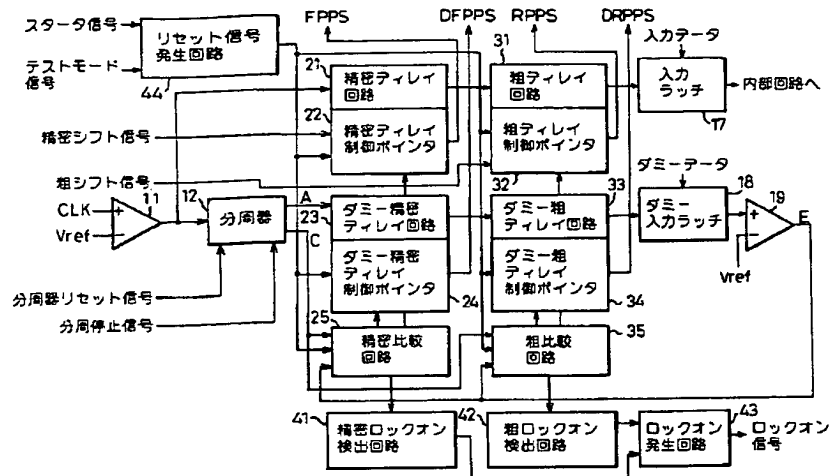 FPPS
DFPPS
RPPS
DRPPS
スタータ信号
テストモード
信号
リセット信号
発生回路
44
精密シフト信号
粗シフト信号
21
精密ディレイ
回路
22
精密ディレイ
制御ポインタ
31
粗ディレイ
回路
粗ディレイ
制御ポインタ
32
入力データ
入力
ラッチ
17
内部回路へ
CLK
+
Vref
−
11
12
分周器
A
C
23
ダミー精密
ディレイ回路
ダミー精密
ディレイ
制御ポインタ
24
33
ダミー粗
ディレイ回路
ダミー粗
ディレイ
制御ポインタ
34
ダミーデータ
18
ダミー
入力ラッチ
19
+
−
E
Vref
分周器リセット信号
分周停止信号
25
精密比較
回路
35
粗比較
回路
41
精密ロックオン
検出回路
42
粗ロックオン
検出回路
43
ロックオン
発生回路
ロックオン
信号